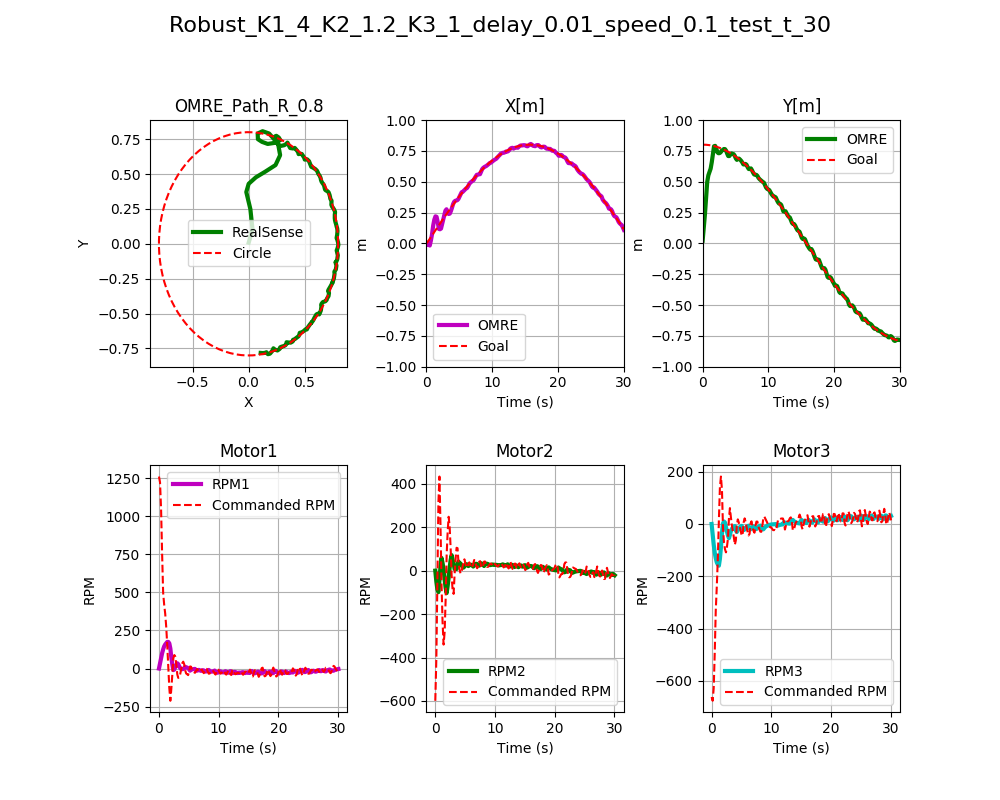 Robust_K1_4_K2_1.2_K3_1_delay_0.01_speed_0.1_test_t_30
OMRE_Path_R_0.8
Y
0.75
0.50
0.25
0.00
−0.25
−0.50
−0.75
RealSense
Circle
−0.5
0.0
0.5
X
X[m]
m
1.00
0.75
0.50
0.25
0.00
−0.25
−0.50
−0.75
−1.00
OMRE
Goal
0
10
20
30
Time (s)
Y[m]
m
1.00
0.75
0.50
0.25
0.00
−0.25
−0.50
−0.75
−1.00
OMRE
Goal
0
10
20
30
Time (s)
Motor1
RPM
1250
1000
750
500
250
0
−250
RPM1
Commanded RPM
0
10
20
30
Time (s)
Motor2
RPM
400
200
0
−200
−400
−600
RPM2
Commanded RPM
0
10
20
30
Time (s)
Motor3
RPM
200
0
−200
−400
−600
RPM3
Commanded RPM
0
10
20
30
Time (s)